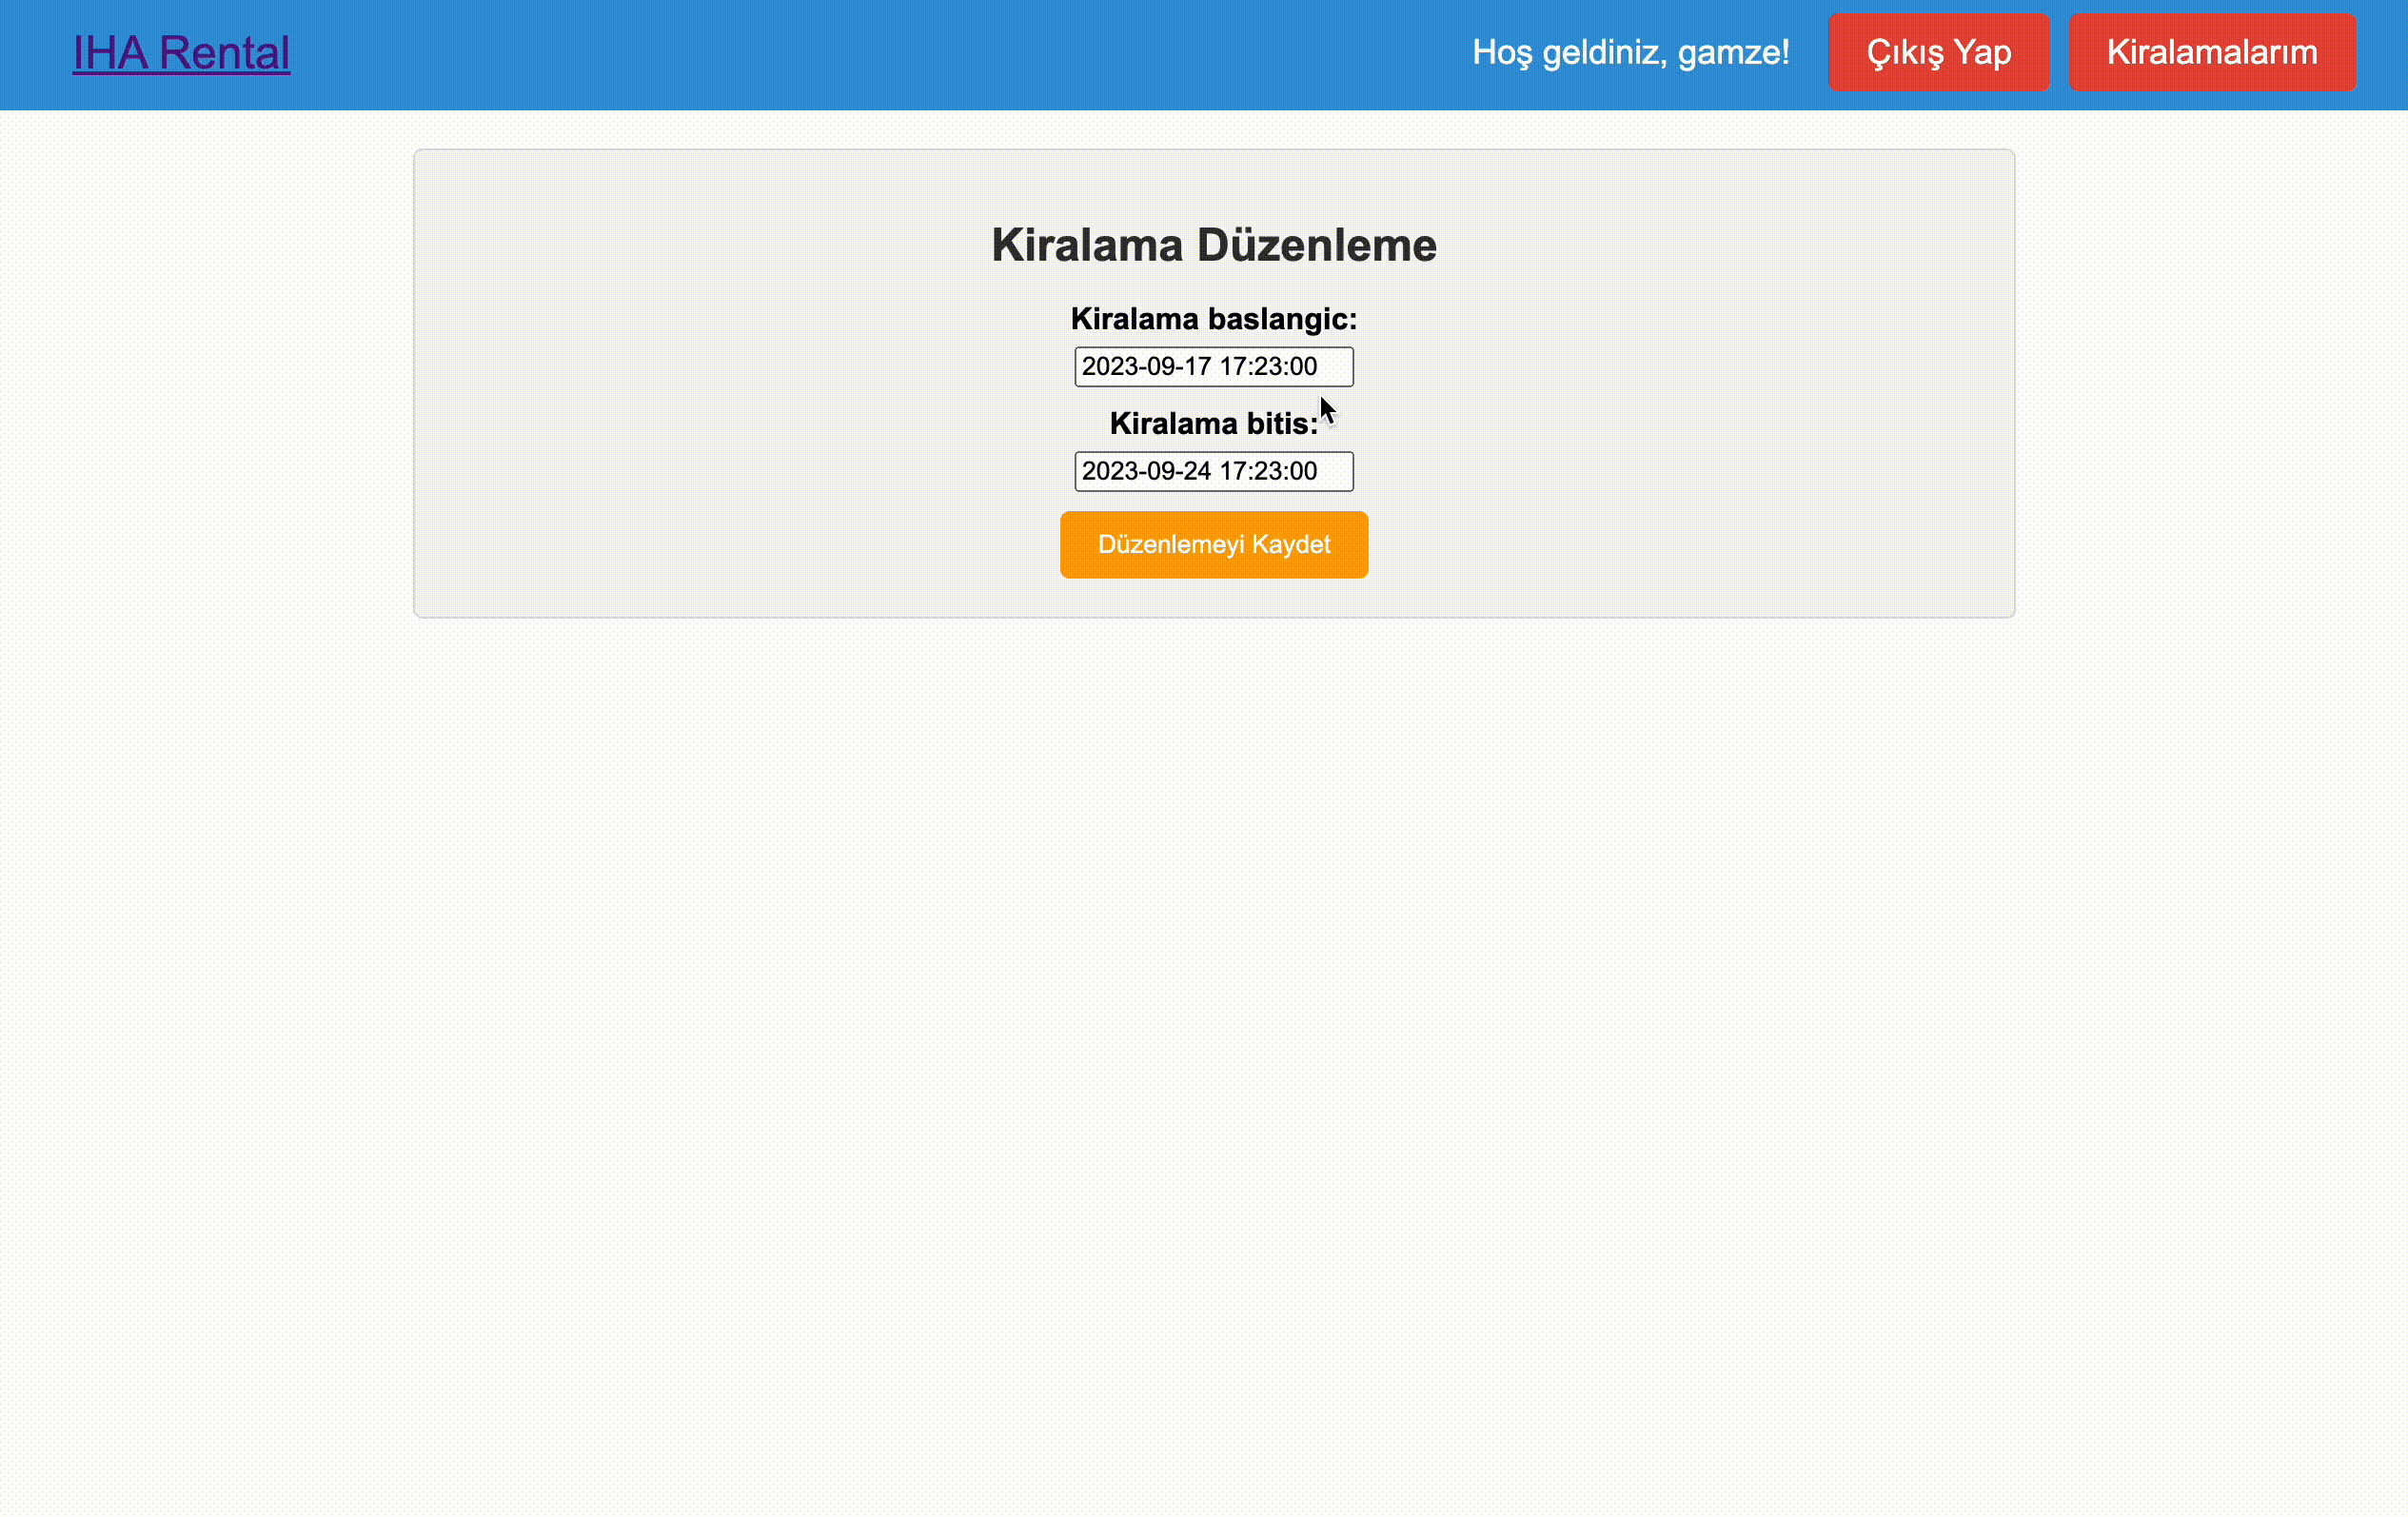 IHA Rental
Hoş geldiniz, gamze!
Çıkış Yap
Kiralamalarım
Kiralama Düzenleme
Kiralama baslangic:
2023-09-17 17:23:00
Kiralama bitis:
2023-09-24 17:23:00
Düzenlemeyi Kaydet